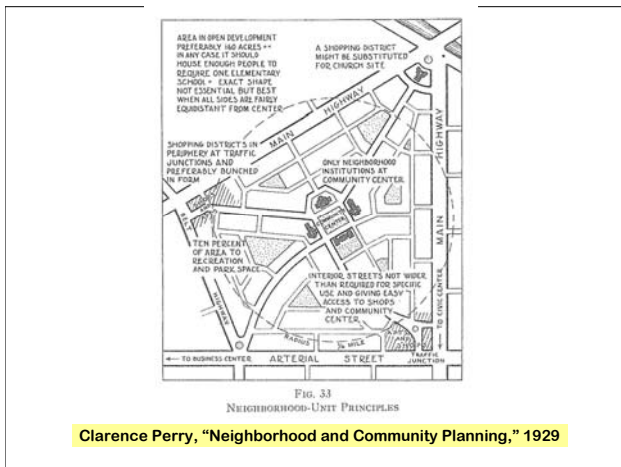 AREA IN OPEN DEVELOPMENT
PREFERABLY 160 ACRES ••
IN ANY CASE IT SHOULD
HOUSE ENOUGH PEOPLE TO
REQUIRE ONE ELEMENTARY
SCHOOL • EXACT SHAPE
NOT ESSENTIAL BUT BEST
WHEN ALL SIDES ARE FAIRLY
EQUIDISTANT FROM CENTER
A SHOPPING DISTRICT
MIGHT BE SUBSTITUTED
FOR CHURCH SITE
MAIN HIGHWAY
HIGHWAY
MAIN
SHOPPING DISTRICTS IN
PERIPHERY AT TRAFFIC
JUNCTIONS AND
PREFERABLY BUNCHED
IN FORM
ONLY NEIGHBORHOOD
INSTITUTIONS AT
COMMUNITY CENTER
COMMUNITY
CENTER
TEN PERCENT
OF AREA TO
RECREATION
AND PARK SPACE
INTERIOR STREETS NOT WIDER
THAN REQUIRED FOR SPECIFIC
USE AND GIVING EASY
ACCESS TO SHOPS
AND COMMUNITY
CENTER
HIGHWAY
RADIUS
MILE
TO CIVIC CENTER
TRAFFIC
JUNCTION
TO BUSINESS CENTER
ARTERIAL STREET
FIG. 33
NEIGHBORHOOD-UNIT PRINCIPLES
Clarence Perry, “Neighborhood and Community Planning,” 1929